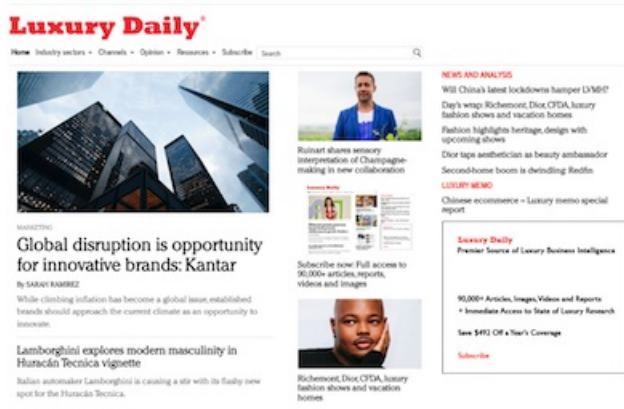 Luxury Daily®
Home Industry sectors Channels Opinion Resources Subscribe Search
MARKETING
Global disruption is opportunity
for innovative brands: Kantar
By SARAH RAMIREZ
While climbing inflation has become a global issue, established
brands should approach the current climate as an opportunity to
innovate.
Lamborghini explores modern masculinity in
Huracán Tecnica vignette
Italian automaker Lamborghini is causing a stir with its flashy new
spot for the Huracán Tecnica.
Ruinart shares sensory
interpretation of Champagne-
making in new collaboration
Luxury Daily
Subscribe now: Full access to
90,000+ articles, reports,
videos and images
Richemont, Dior, CFDA, luxury
fashion shows and vacation
homes
NEWS AND ANALYSIS
Will China's latest lockdowns hamper LVMH?
Day's wrap: Richemont, Dior, CFDA, luxury
fashion shows and vacation homes
Fashion highlights heritage, design with
upcoming shows
Dior taps aesthetician as beauty ambassador
Second-home boom is dwindling: Redfin
LUXURY MEMO
Chinese ecommerce – Luxury memo special
report
Luxury Daily
Premier Source of Luxury Business Intelligence
90,000+ Articles, Images, Videos and Reports
+ Immediate Access to State of Luxury Research
Save $492 Off a Year's Coverage
Subscribe